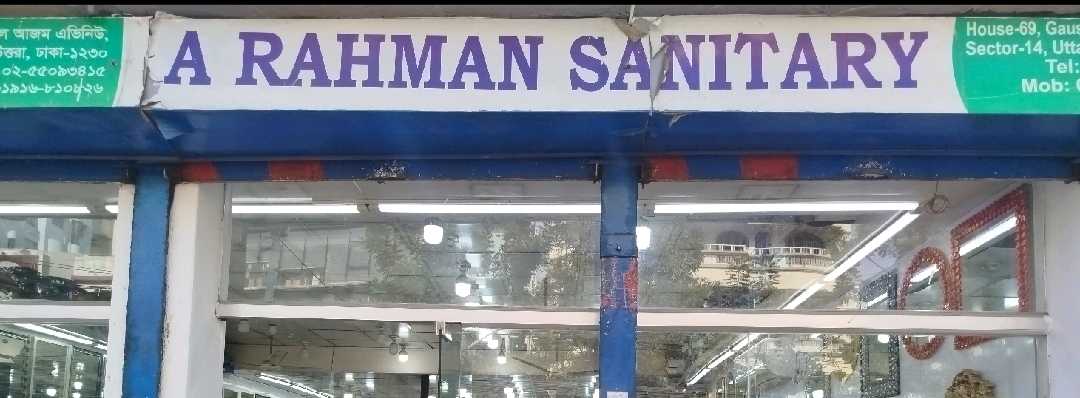 ল আজম এভিনিউ,
ত্তরা, ঢাকা-১২৩০
০২-৫৫০৯৩৪১৫
A RAHMAN SANITARY
House-69, Gaus
Sector-14, Utta
Tel:
Mob: